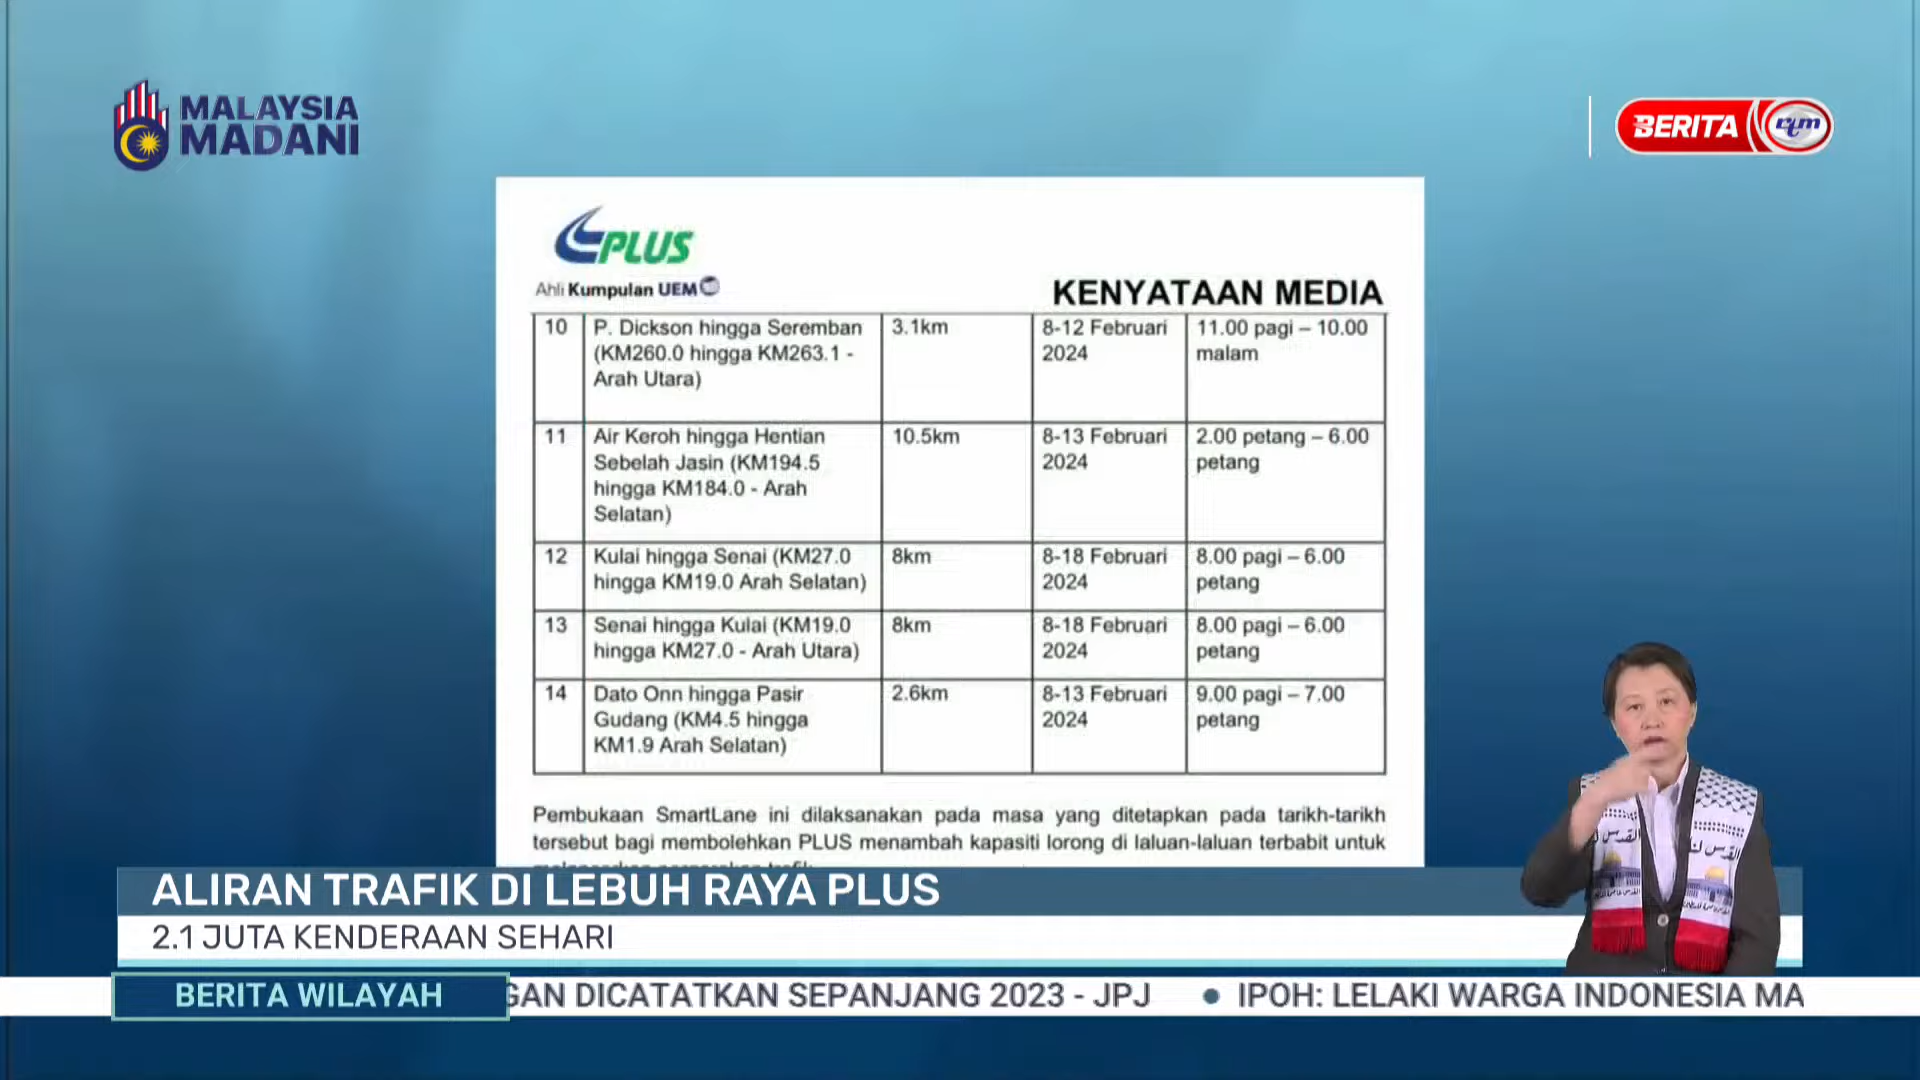 MALAYSIA
MADANI
BERITA rtm
PLUS
Ahli Kumpulan UEM
KENYATAAN MEDIA
10 P. Dickson hingga Seremban 3.1km 8-12 Februari 11.00 pagi – 10.00
(KM260.0 hingga KM263.1 - 2024 malam
Arah Utara)
11 Air Keroh hingga Hentian 10.5km 8-13 Februari 2.00 petang – 6.00
Sebelah Jasin (KM194.5 2024 petang
hingga KM184.0 - Arah
Selatan)
12 Kulai hingga Senai (KM27.0 8km 8-18 Februari 8.00 pagi – 6.00
hingga KM19.0 Arah Selatan) 2024 petang
13 Senai hingga Kulai (KM19.0 8km 8-18 Februari 8.00 pagi – 6.00
hingga KM27.0 - Arah Utara) 2024 petang
14 Dato Onn hingga Pasir 2.6km 8-13 Februari 9.00 pagi – 7.00
Gudang (KM4.5 hingga 2024 petang
KM1.9 Arah Selatan)
Pembukaan SmartLane ini dilaksanakan pada masa yang ditetapkan pada tarikh-tarikh
tersebut bagi membolehkan PLUS menambah kapasiti lorong di laluan-laluan terbabit untuk
ALIRAN TRAFIK DI LEBUH RAYA PLUS
2.1 JUTA KENDERAAN SEHARI
BERITA WILAYAH GAN DICATATKAN SEPANJANG 2023 - JPJ • IPOH: LELAKI WARGA INDONESIA MA